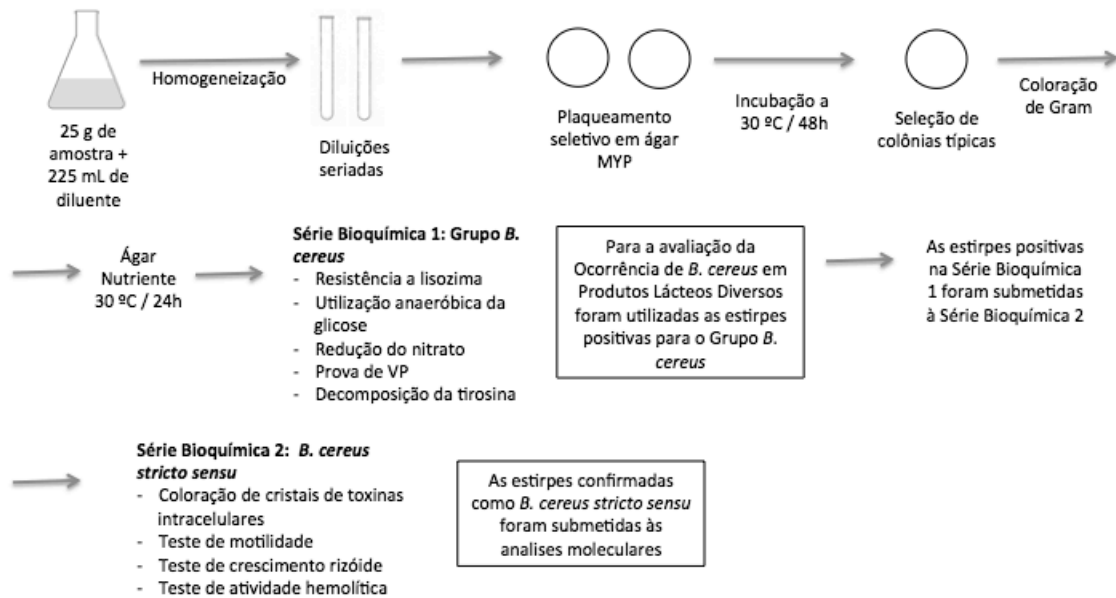 Homogeneização
25 g de
amostra +
225 mL de
diluente
Diluições
seriadas
Plaqueamento
seletivo em ágar
MYP
Incubação a
30 ºC / 48h
Seleção de
colônias típicas
Coloração
de Gram
Ágar
Nutriente
30 ºC / 24h
Série Bioquímica 1: Grupo B.
cereus
- Resistência a lisozima
- Utilização anaeróbica da
glicose
- Redução do nitrato
- Prova de VP
- Decomposição da tirosina
Para a avaliação da
Ocorrência de B. cereus em
Produtos Lácteos Diversos
foram utilizadas as estirpes
positivas para o Grupo B.
cereus
As estirpes positivas
na Série Bioquímica
1 foram submetidas
à Série Bioquímica 2
Série Bioquímica 2: B. cereus
stricto sensu
- Coloração de cristais de toxinas
intracelulares
- Teste de motilidade
- Teste de crescimento rizóide
- Teste de atividade hemolítica
As estirpes confirmadas
como B. cereus stricto sensu
foram submetidas às
analises moleculares